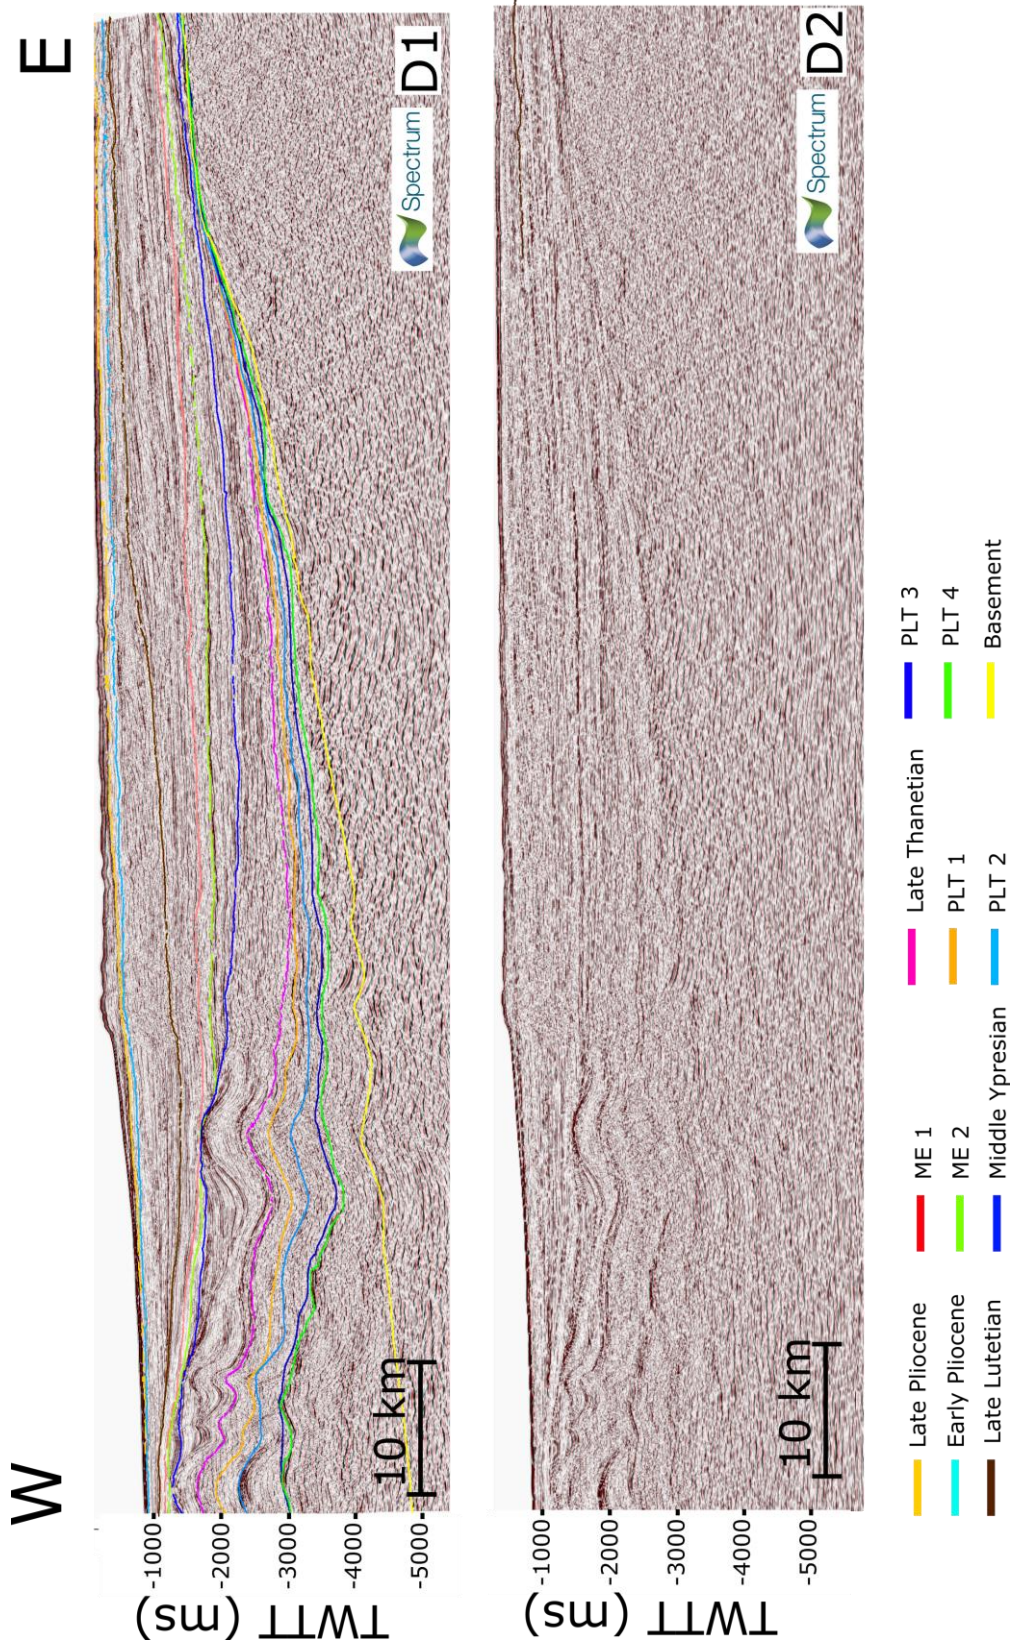 W
E
TWTT (ms)
-1000
-2000
-3000
-4000
-5000
10 km
Spectrum
D1
TWTT (ms)
-1000
-2000
-3000
-4000
-5000
10 km
Spectrum
D2
Late Pliocene
Early Pliocene
Late Lutetian
ME 1
ME 2
Middle Ypresian
Late Thanetian
PLT 1
PLT 2
PLT 3
PLT 4
Basement